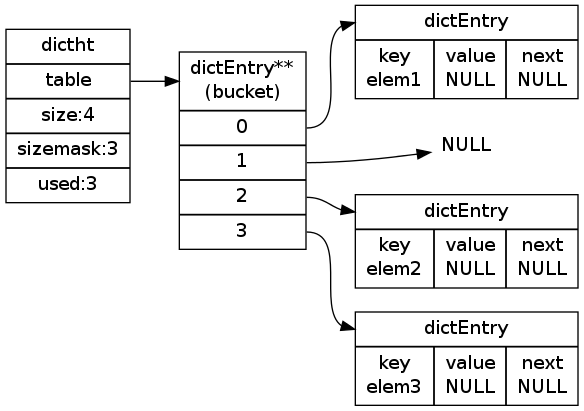 dictht
table
size:4
sizemask:3
used:3
dictEntry**
(bucket)
0
1
2
3
dictEntry
key value next
elem1 NULL NULL
NULL
dictEntry
key value next
elem2 NULL NULL
dictEntry
key value next
elem3 NULL NULL